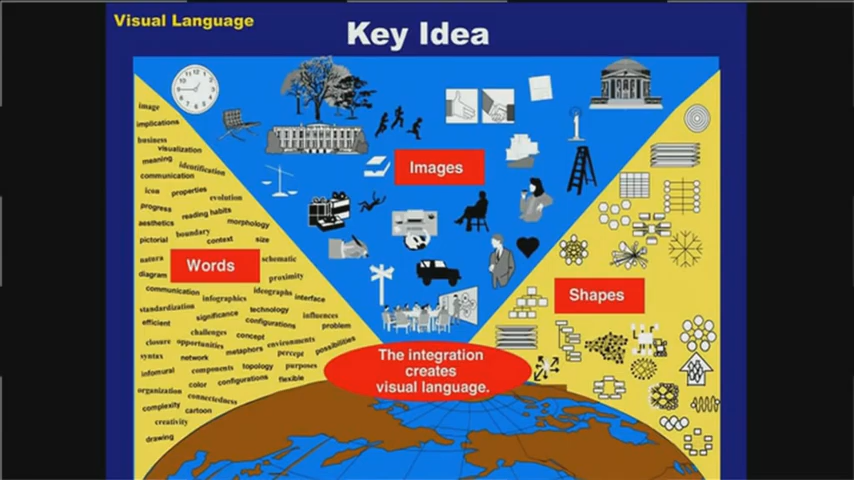 Visual Language
Key Idea
image
implications
business
visualization
meaning
identification
communication
icon properties
evolution
progress
reading habits
aesthetics
morphology
boundary
pictorial
context
size
natura
schematic
diagram
proximity
communication
ideographs
interface
infographics
standardization
technology
significance
influences
efficient
configurations
problem
challenges
concept
closure
opportunities
environments
possibilities
metaphors
percept
syntax
network
components
topology
purposes
infomural
color
configurations
flexible
organization
connectedness
complexity
cartoon
creativity
drawing
Words
Images
Shapes
The integration
creates
visual language.